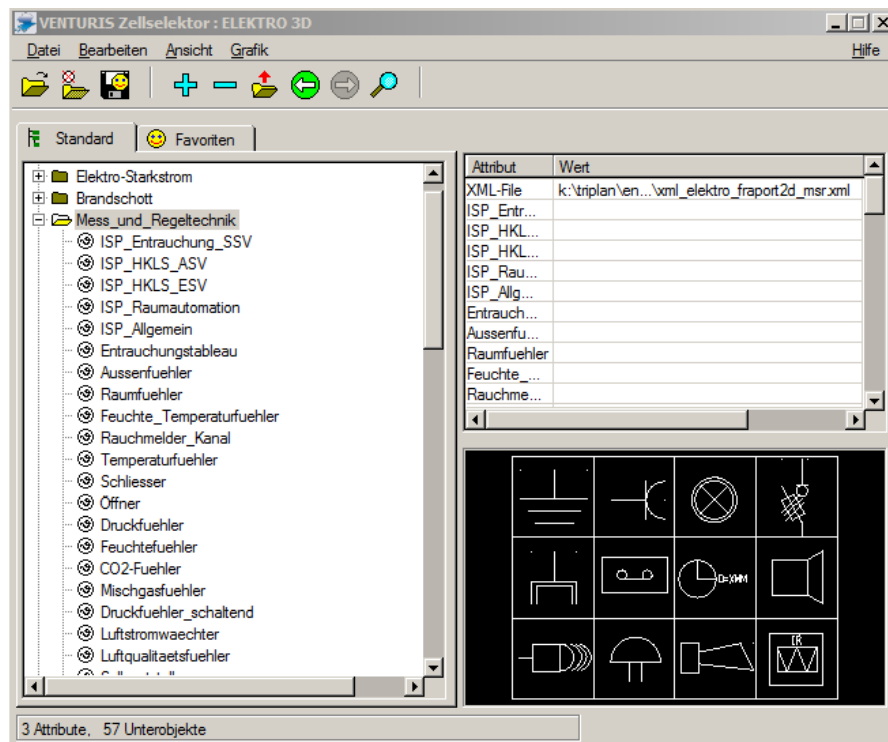 VENTURIS Zellselektor : ELEKTRO 3D
Datei Bearbeiten Ansicht Grafik Hilfe
Standard Favoriten
Elektro-Starkstrom
Brandschott
Mess_und_Regeltechnik
ISP_Entrauchung_SSV
ISP_HKLS_ASV
ISP_HKLS_ESV
ISP_Raumautomation
ISP_Allgemein
Entrauchungstableau
Aussenfuehler
Raumfuehler
Feuchte_Temperaturfuehler
Rauchmelder_Kanal
Temperaturfuehler
Schliesser
Öffner
Druckfuehler
Feuchtefuehler
CO2-Fuehler
Mischgasfuehler
Druckfuehler_schaltend
Luftstromwaechter
Luftqualitaetsfuehler
Attribut Wert
XML-File k:\triplan\en...\xml_elektro_fraport2d_msr.xml
ISP_Entr...
ISP_HKL...
ISP_HKL...
ISP_Rau...
ISP_Allg...
Entrauch...
Aussenfu...
Raumfuehler
Feuchte_...
Rauchme...
3 Attribute, 57 Unterobjekte